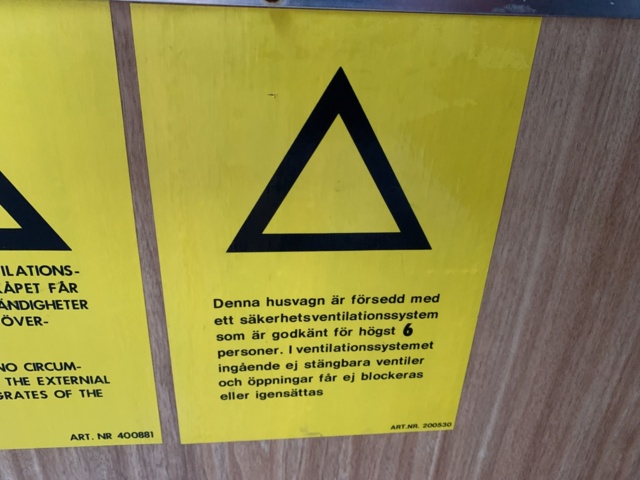 ILATIONS-
KÅPET FÅR
ÄNDIGHETER
ÖVER-
NO CIRCUM-
THE EXTERNIAL
GRATES OF THE
ART. NR 400881
Denna husvagn är försedd med
ett säkerhetsventilationssystem
som är godkänt för högst 6
personer. I ventilationssystemet
ingående ej stängbara ventiler
och öppningar får ej blockeras
eller igensättas
ART.NR. 200530